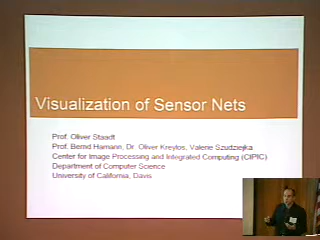 Visualization of Sensor Nets
Prof. Oliver Staadt
Prof. Bernd Hamann, Dr. Oliver Kreylos, Valerie Szudziejka
Center for Image Processing and Integrated Computing (CIPIC)
Department of Computer Science
University of California, Davis